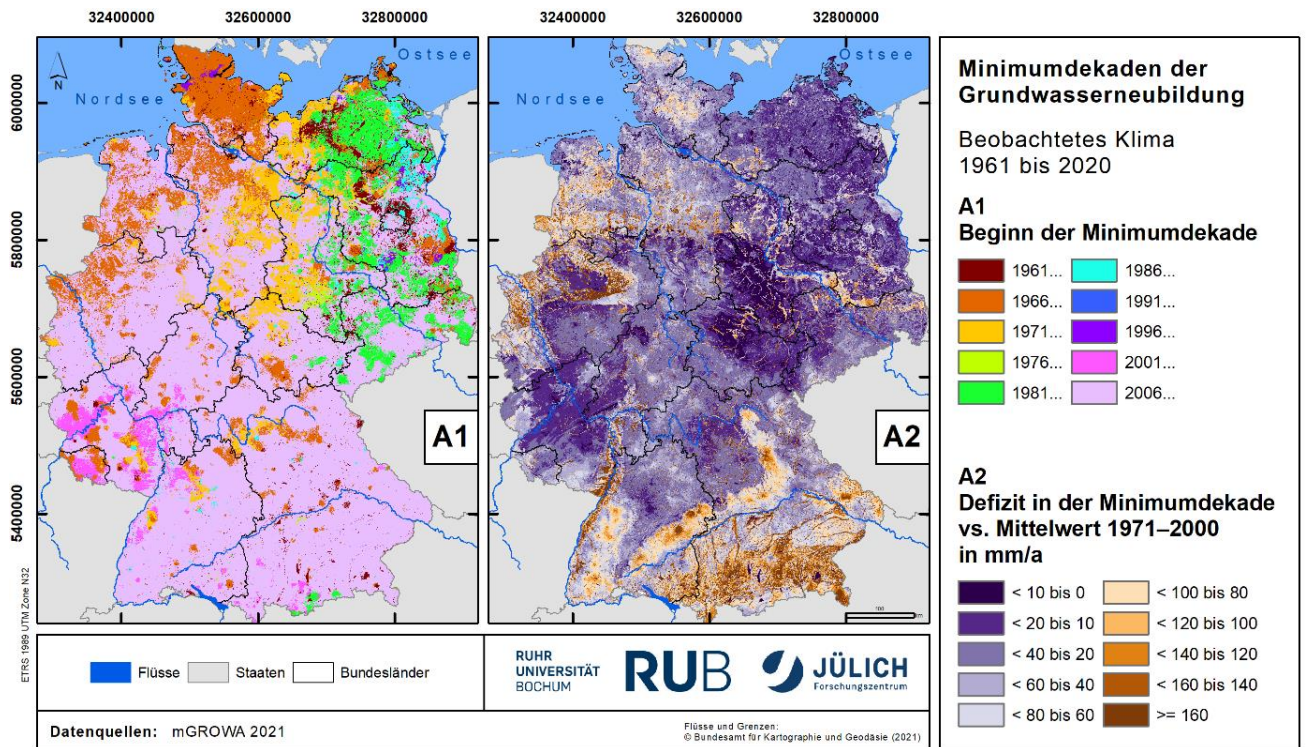 32400000 32600000 32800000 32400000 32600000 32800000
6000000
5800000
5600000
5400000
N
Nordsee
Ostsee
A1
Nordsee
Ostsee
A2
100
km
ETRS 1989 UTM Zone N32
Flüsse Staaten Bundesländer
RUHR
UNIVERSITÄT
BOCHUM
RUB
JÜLICH
Forschungszentrum
Datenquellen: mGROWA 2021
Flüsse und Grenzen:
© Bundesamt für Kartographie und Geodäsie (2021)
Minimumdekaden der
Grundwasserneubildung
Beobachtetes Klima
1961 bis 2020
A1
Beginn der Minimumdekade
1961... 1986...
1966... 1991...
1971... 1996...
1976... 2001...
1981... 2006...
A2
Defizit in der Minimumdekade
vs. Mittelwert 1971–2000
in mm/a
< 10 bis 0 < 100 bis 80
< 20 bis 10 < 120 bis 100
< 40 bis 20 < 140 bis 120
< 60 bis 40 < 160 bis 140
< 80 bis 60 >= 160